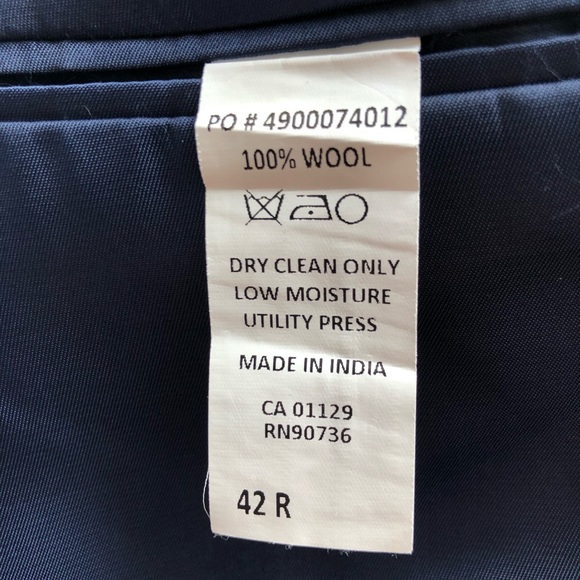 PO # 4900074012
100% WOOL
DRY CLEAN ONLY
LOW MOISTURE
UTILITY PRESS
MADE IN INDIA
CA 01129
RN90736
42 R